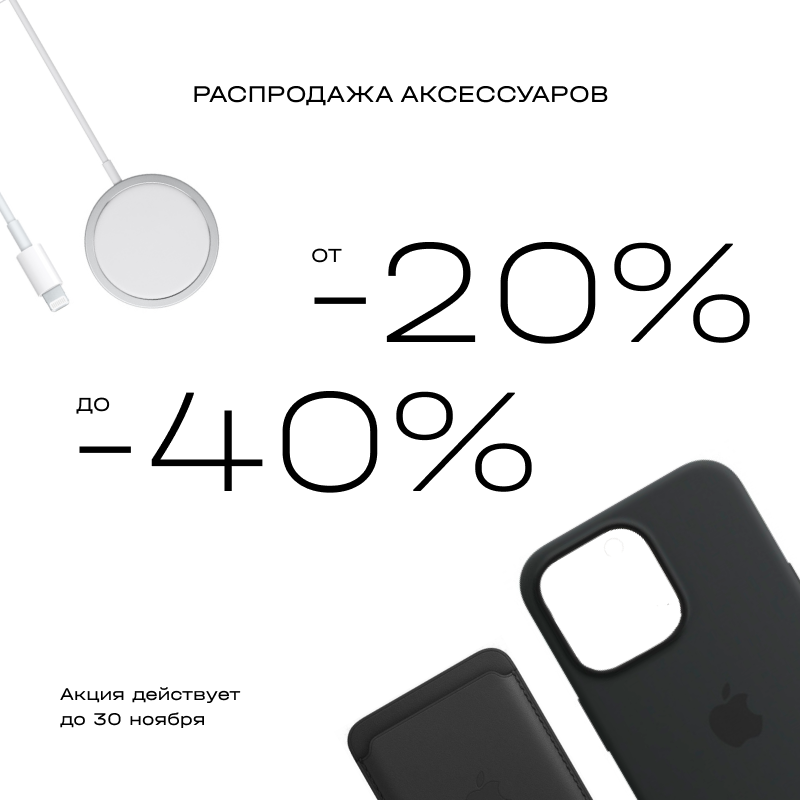 РАСПРОДАЖА АКСЕССУАРОВ
от
-20%
до
-40%
Акция действует
до 30 ноября